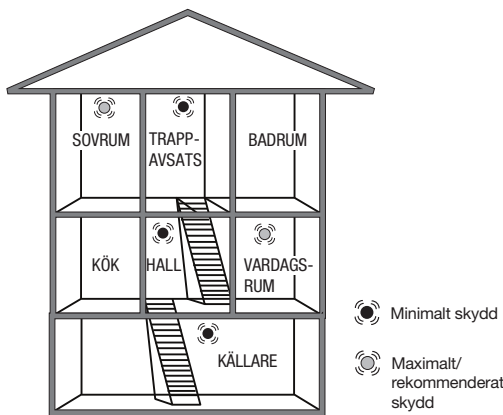 SOVRUM
TRAPP-
AVSATS
BADRUM
KÖK
HALL
VARDAGS-
RUM
KÄLLARE
Minimalt skydd
Maximalt/
rekommenderat
skydd